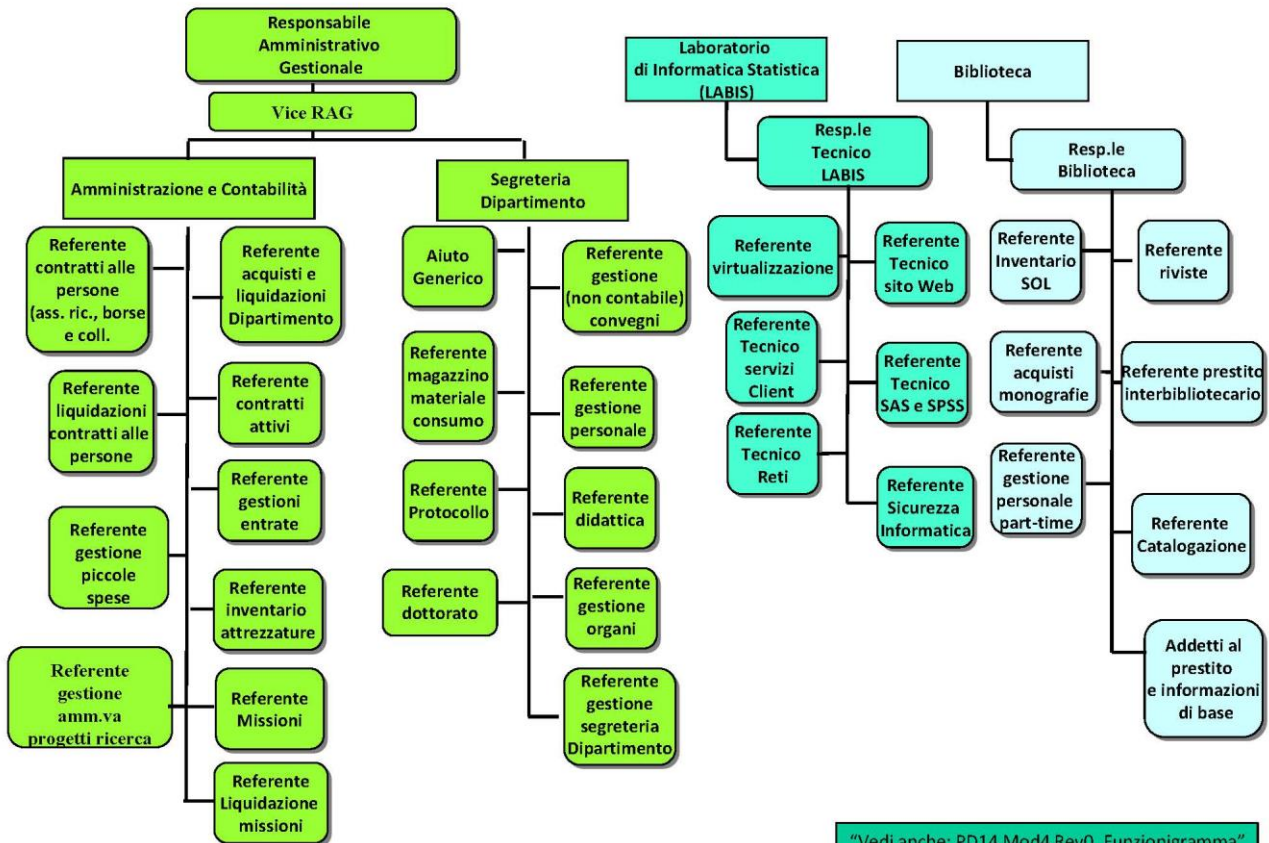 Responsabile
Amministrativo
Gestionale
Vice RAG
Amministrazione e Contabilità
Referente
contratti alle
persone
(ass. ric., borse
e coll.
Referente
acquisti e
liquidazioni
Dipartimento
Referente
liquidazioni
contratti alle
persone
Referente
contratti
attivi
Referente
gestioni
entrate
Referente
gestione
piccole
spese
Referente
inventario
attrezzature
Referente
gestione
amm.va
progetti ricerca
Referente
Missioni
Referente
Liquidazione
missioni
Segreteria
Dipartimento
Aiuto
Generico
Referente
gestione
(non contabile)
convegni
Referente
magazzino
materiale
consumo
Referente
gestione
personale
Referente
Protocollo
Referente
didattica
Referente
dottorato
Referente
gestione
organi
Referente
gestione
segreteria
Dipartimento
Laboratorio
di Informatica Statistica
(LABIS)
Resp.le
Tecnico
LABIS
Referente
virtualizzazione
Referente
Tecnico
sito Web
Referente
Tecnico
servizi
Client
Referente
Tecnico
SAS e SPSS
Referente
Tecnico
Reti
Referente
Sicurezza
Informatica
Biblioteca
Resp.le
Biblioteca
Referente
Inventario
SOL
Referente
riviste
Referente
acquisti
monografie
Referente prestito
interbibliotecario
Referente
gestione
personale
part-time
Referente
Catalogazione
Addetti al
prestito
e informazioni
di base
"Vedi anche: PD14 Mod4 Rev0 Funzionigramma"